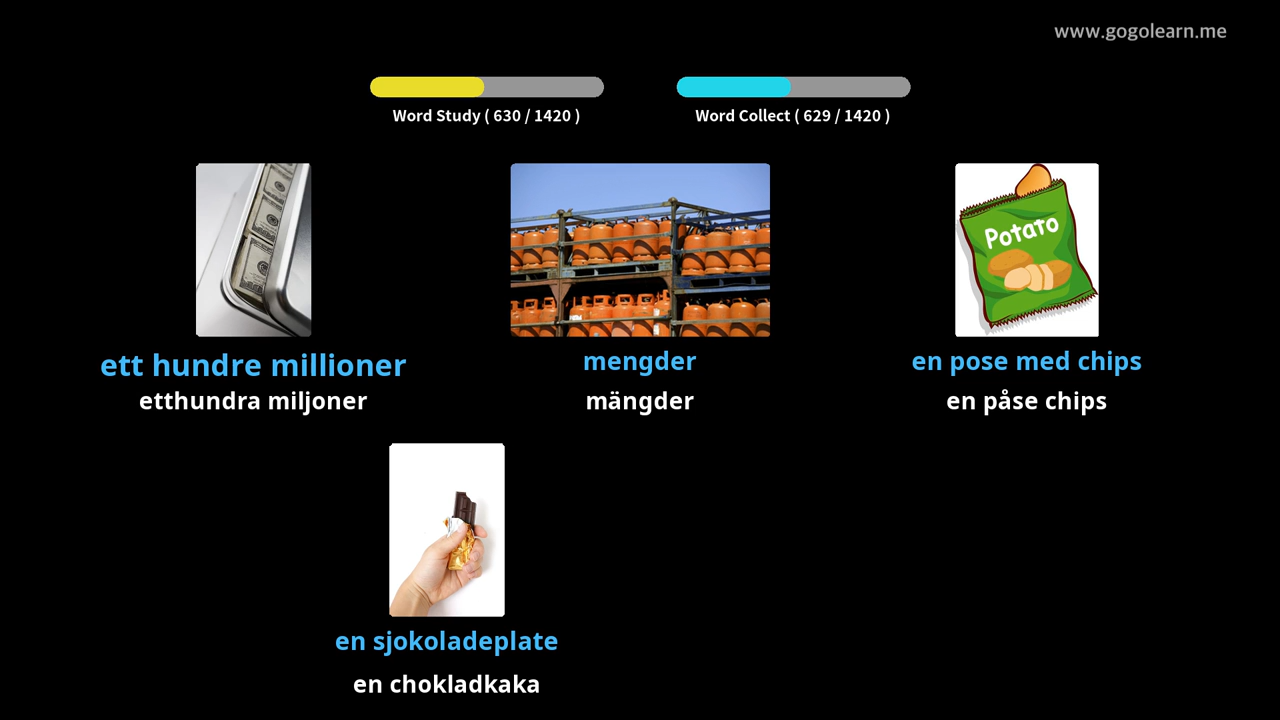 www.gogolearn.me
Word Study ( 630 / 1420 )
Word Collect ( 629 / 1420 )
Potato
ett hundre millioner
etthundra miljoner
mengder
mängder
en pose med chips
en påse chips
en sjokoladeplate
en chokladkaka